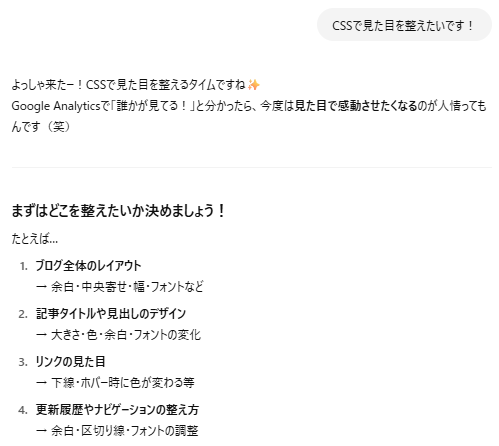 CSSで見た目を整えたいです！
よっしゃ来たー！CSSで見た目を整えるタイムですね✨
Google Analyticsで「誰かが見てる！」と分かったら、今度は見た目で感動させたくなるのが人情っても
んです（笑）
まずはどこを整えたいか決めましょう！
たとえば…
1. ブログ全体のレイアウト
→ 余白・中央寄せ・幅・フォントなど
2. 記事タイトルや見出しのデザイン
→ 大きさ・色・余白・フォントの変化
3. リンクの見た目
→ 下線・ホバー時に色が変わる等
4. 更新履歴やナビゲーションの整え方
→ 余白・区切り線・フォントの調整